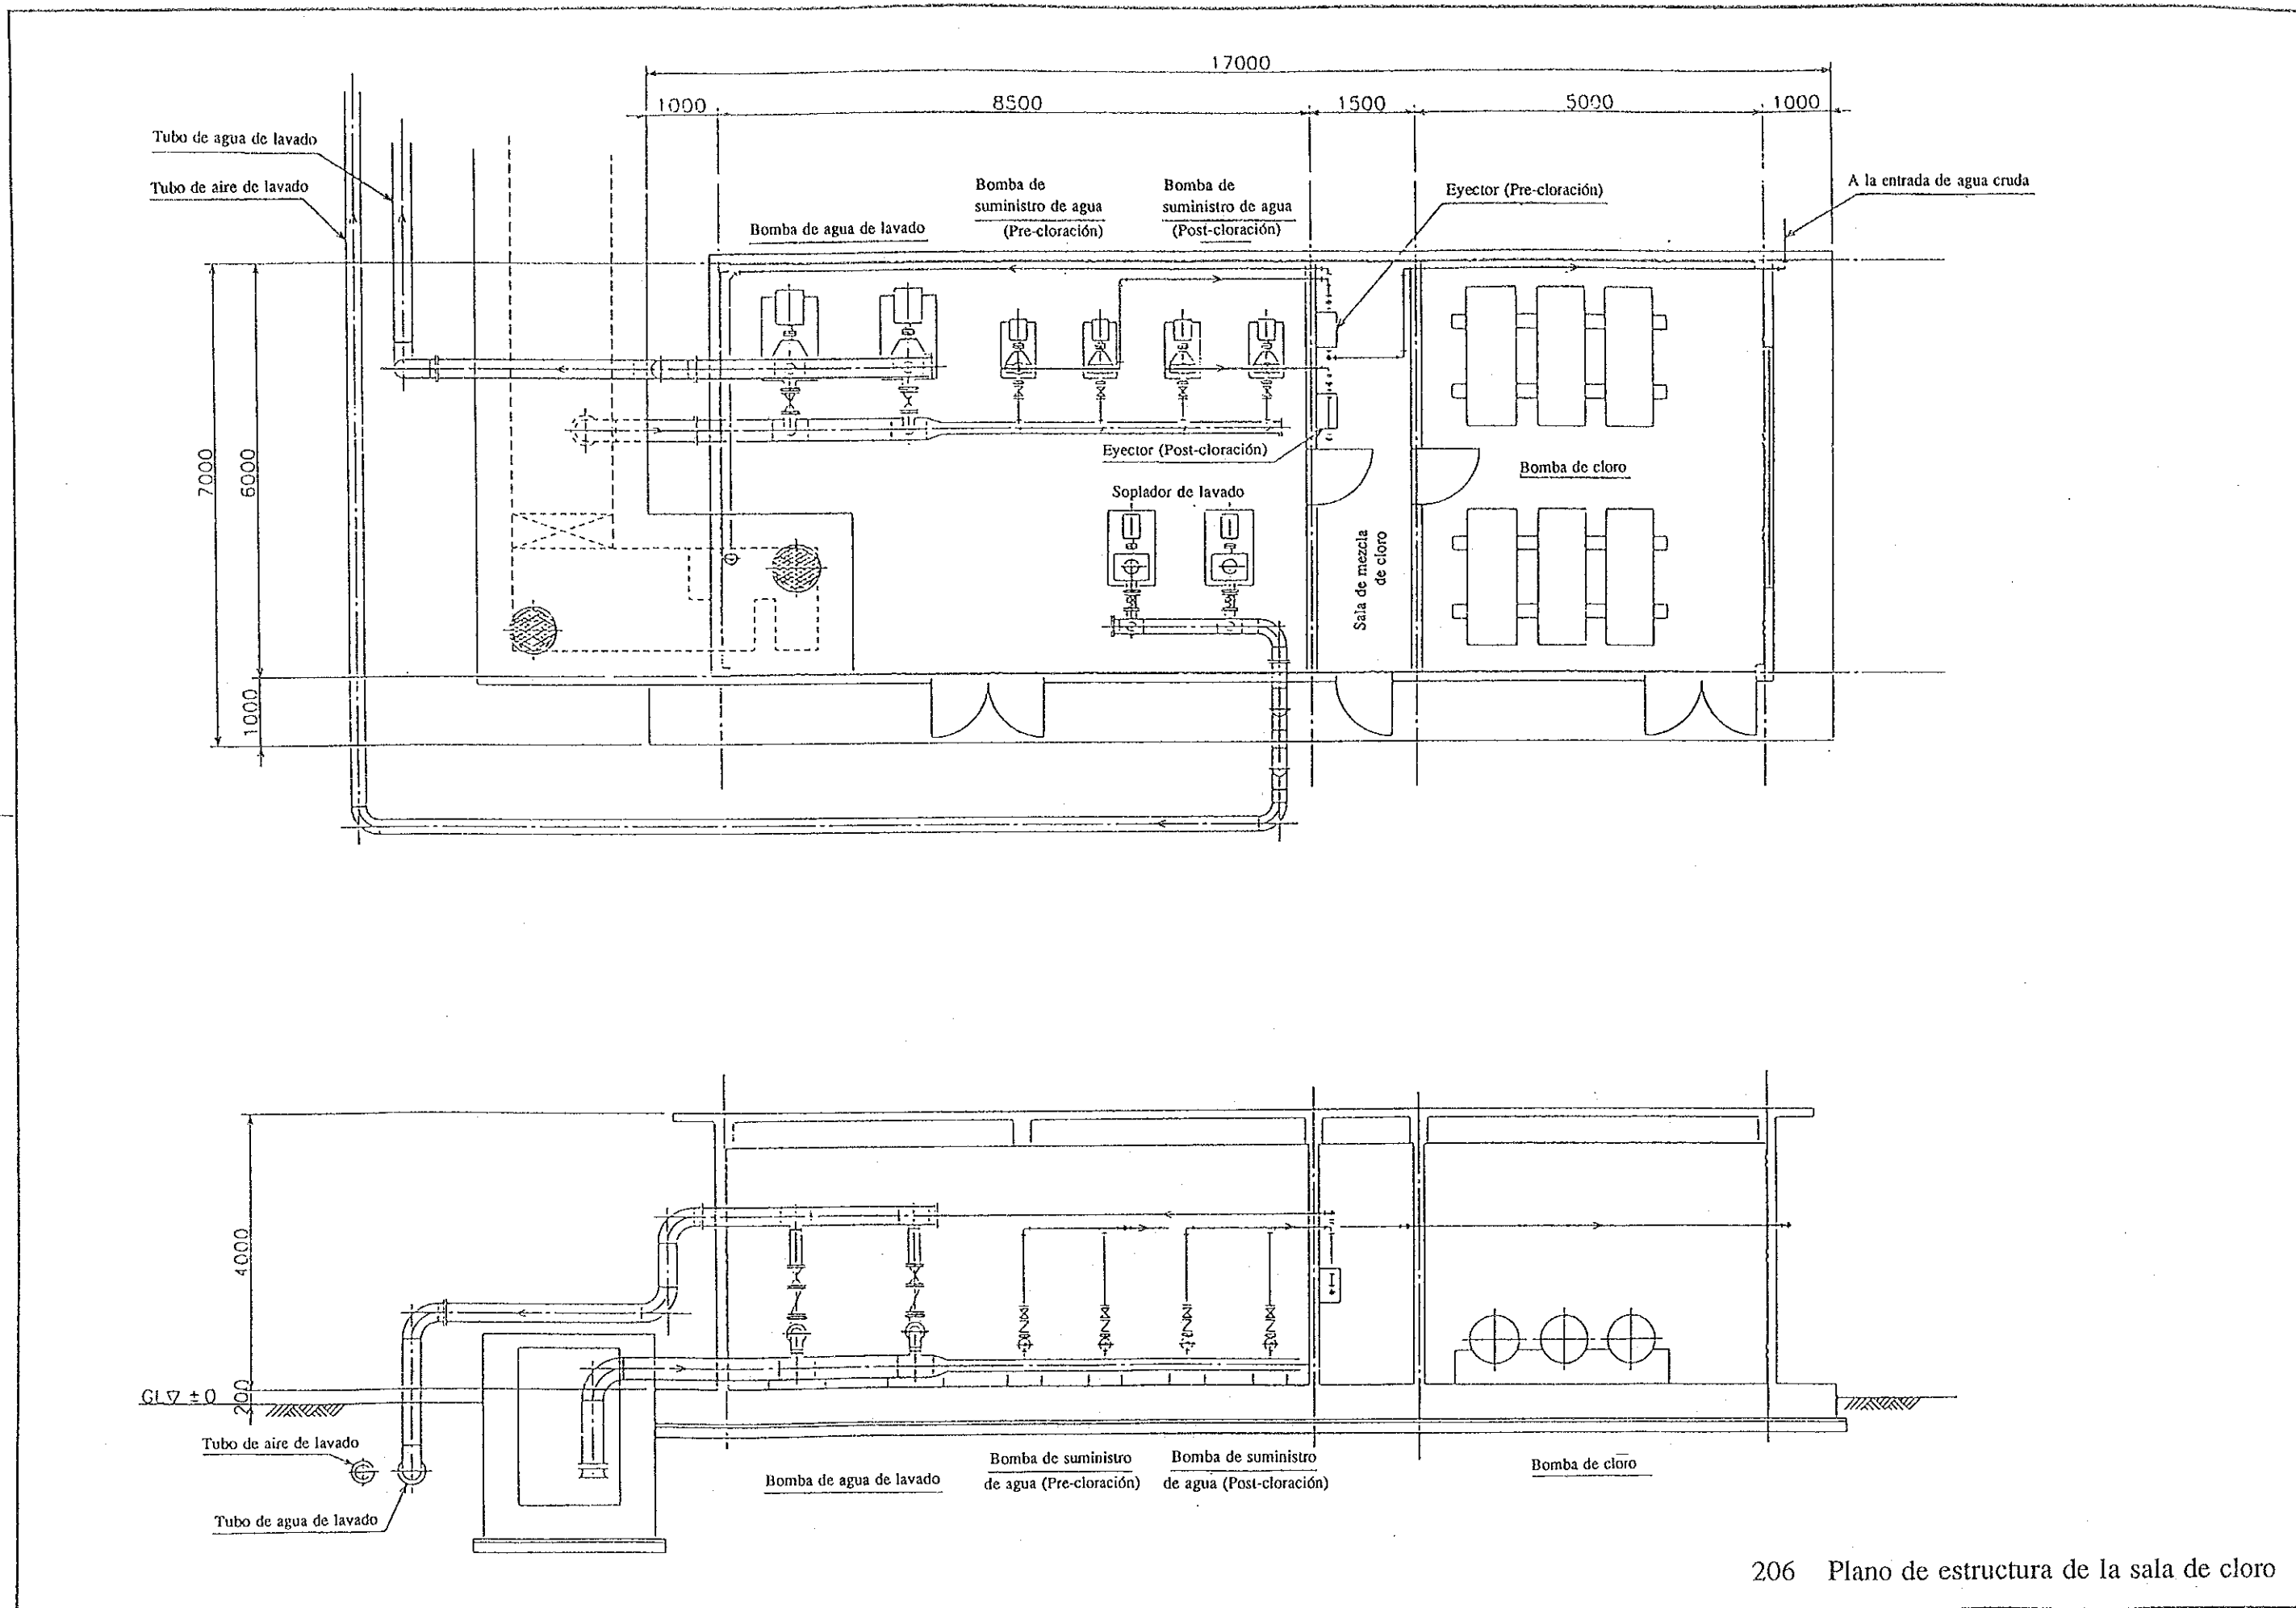 17000
1000
8500
1500
5000
1000
Tubo de agua de lavado
Tubo de aire de lavado
Bomba de agua de lavado
Bomba de
suministro de agua
(Pre-cloración)
Bomba de
suministro de agua
(Post-cloración)
Eyector (Pre-cloración)
A la entrada de agua cruda
7000
6000
1000
Eyector (Post-cloración)
Soplador de lavado
Sala de mezcla
de cloro
Bomba de cloro
4000
200
GL▽ ±0
Tubo de aire de lavado
Tubo de agua de lavado
Bomba de agua de lavado
Bomba de suministro
de agua (Pre-cloración)
Bomba de suministro
de agua (Post-cloración)
Bomba de cloro
206 Plano de estructura de la sala de cloro